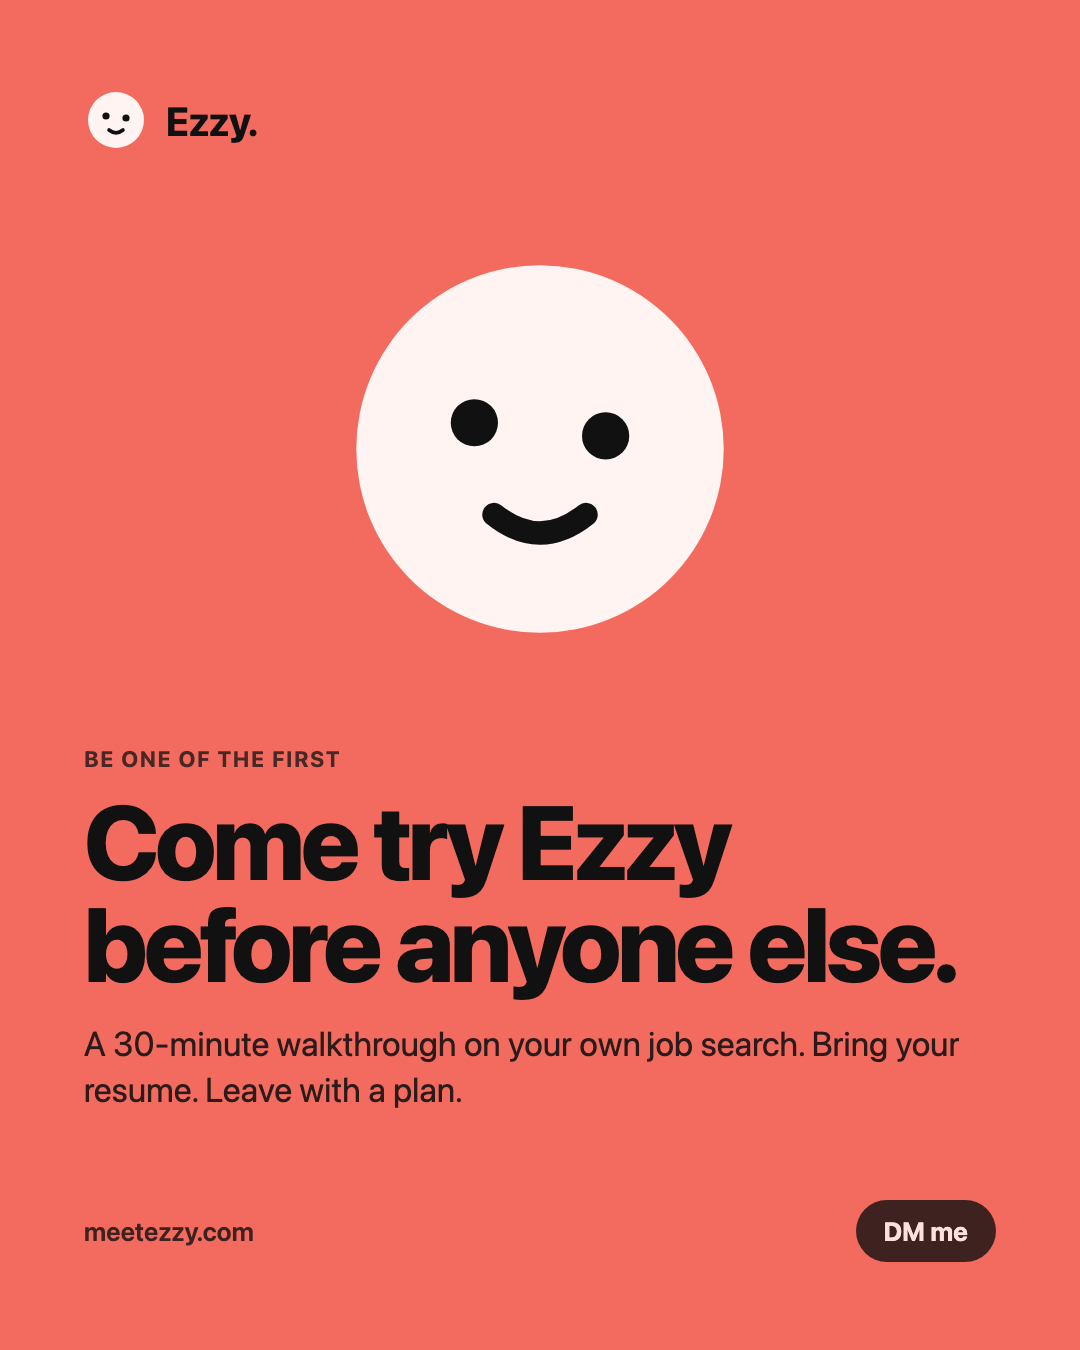 Ezzy.
BE ONE OF THE FIRST
Come try Ezzy
before anyone else.
A 30-minute walkthrough on your own job search. Bring your
resume. Leave with a plan.
meetezzy.com
DM me